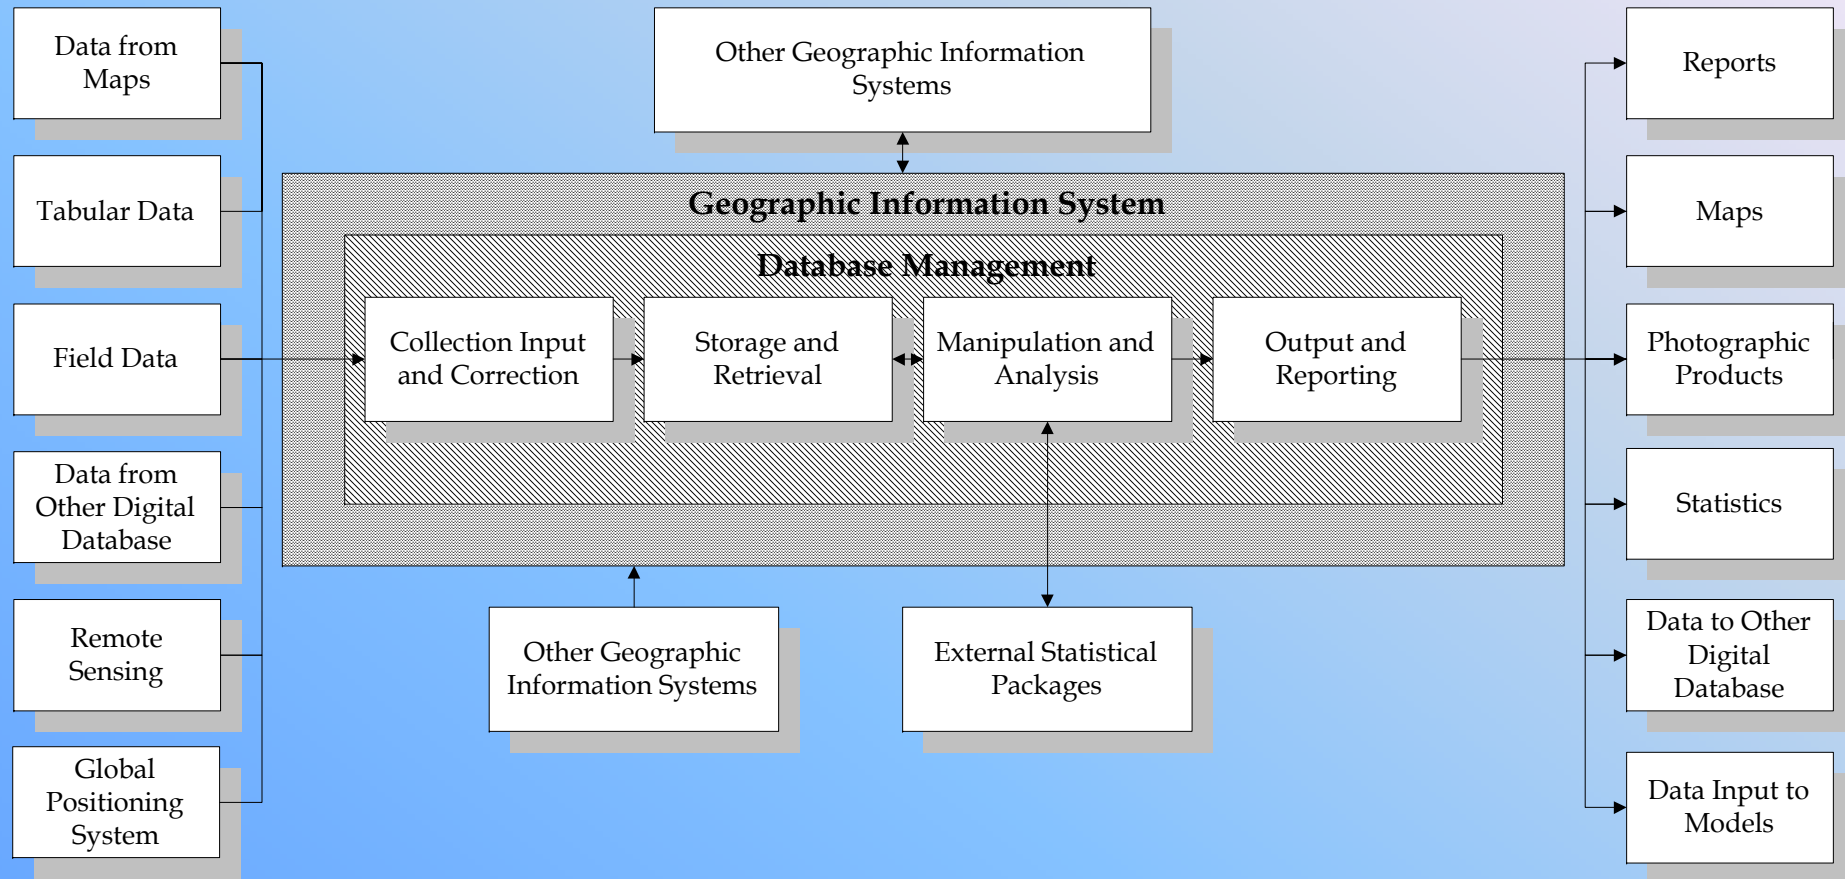 Data from
Maps
Tabular Data
Field Data
Data from
Other Digital
Database
Remote
Sensing
Global
Positioning
System
Other Geographic Information
Systems
Geographic Information System
Database Management
Collection Input
and Correction
Storage and
Retrieval
Manipulation and
Analysis
Output and
Reporting
Other Geographic
Information Systems
External Statistical
Packages
Reports
Maps
Photographic
Products
Statistics
Data to Other
Digital
Database
Data Input to
Models